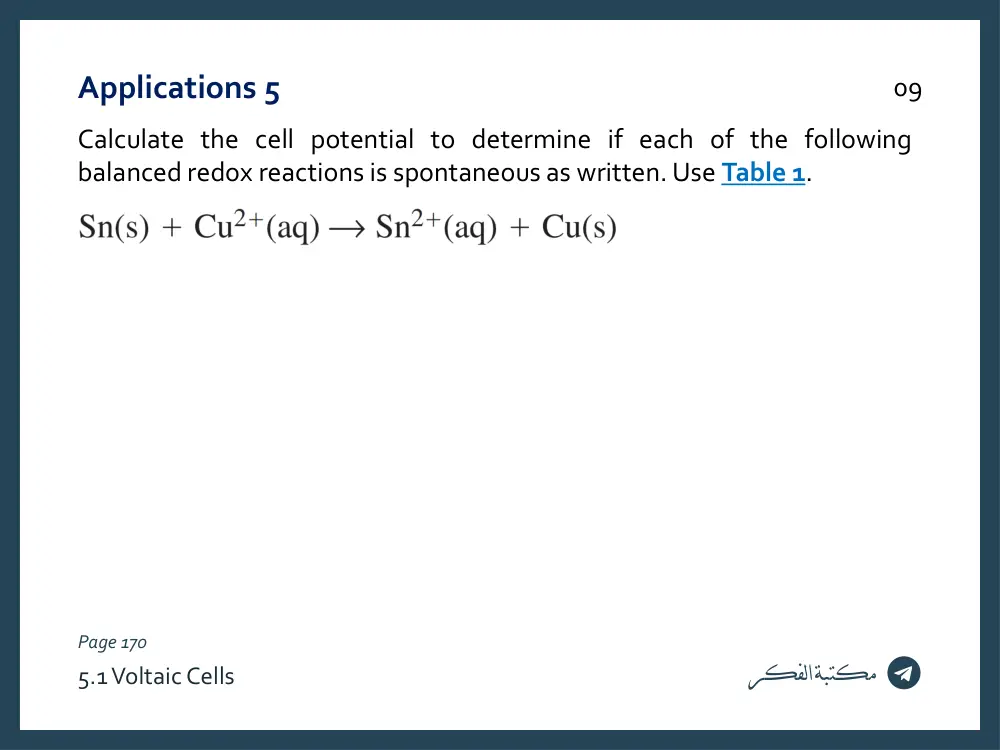 Applications 5
09
Calculate the cell potential to determine if each of the following
balanced redox reactions is spontaneous as written. Use Table 1.
Sn(s) + Cu²⁺(aq) ⟶ Sn²⁺(aq) + Cu(s)
Page 170
5.1 Voltaic Cells
مكتبة الفكر